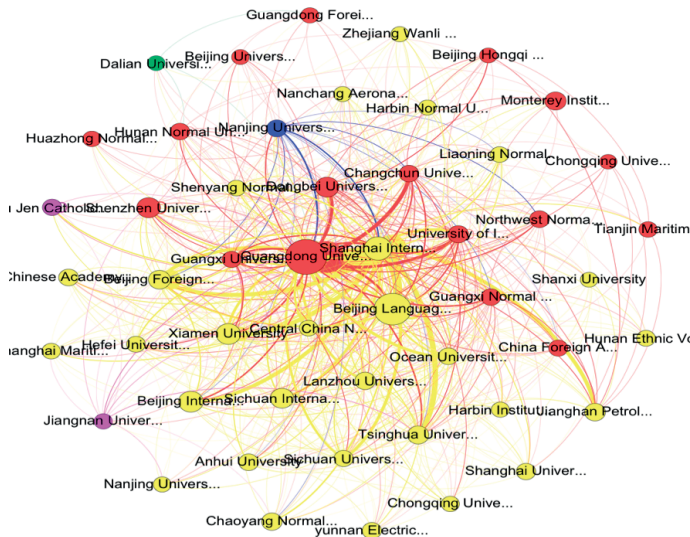 Guangdong Forei...
Zhejiang Wanli ...
Beijing Univers...
Beijing Hongqi ...
Dalian Universi...
Nanchang Aerona...
Harbin Normal U...
Monterey Instit...
Huazhong Normal...
Hunan Normal Un...
Nanjing Univers...
Liaoning Normal...
Chongqing Unive...
Changchun Unive...
Shenyang Normal...
Dongbei Univers...
u Jen Catholic...
Shenzhen Univer...
Northwest Norma...
Tianjin Maritim
University of I...
Shanghai Intern...
Guangxi Univers...
Guangdong Unive...
Chinese Academy...
Beijing Foreign...
Shanxi University
Guangxi Normal ...
Beijing Languag...
Central China N...
Xiamen University
Hunan Ethnic Vo
Hefei Universit...
anghai Mariti...
China Foreign A...
Ocean Universit...
Lanzhou Univers...
Beijing Interna...
Sichuan Interna...
Harbin Institut...
Jianghan Petrol...
Jiangnan Univer...
Tsinghua Univer...
Anhui University
Sichuan Univers...
Shanghai Univer...
Nanjing Univers...
Chongqing Unive...
Chaoyang Normal...
yunnan Electric...